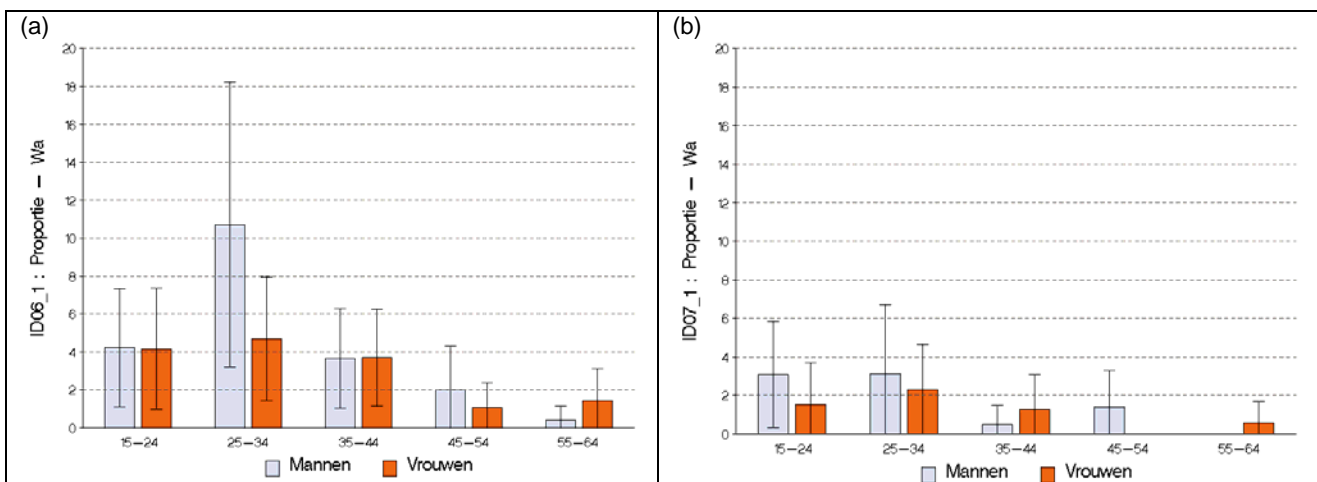 (a)
ID06_1 : Proportie – Wa
20
18
16
14
12
10
8
6
4
2
0
15–24 25–34 35–44 45–54 55–64
Mannen Vrouwen
(b)
ID07_1 : Proportie – Wa
20
18
16
14
12
10
8
6
4
2
0
15–24 25–34 35–44 45–54 55–64
Mannen Vrouwen